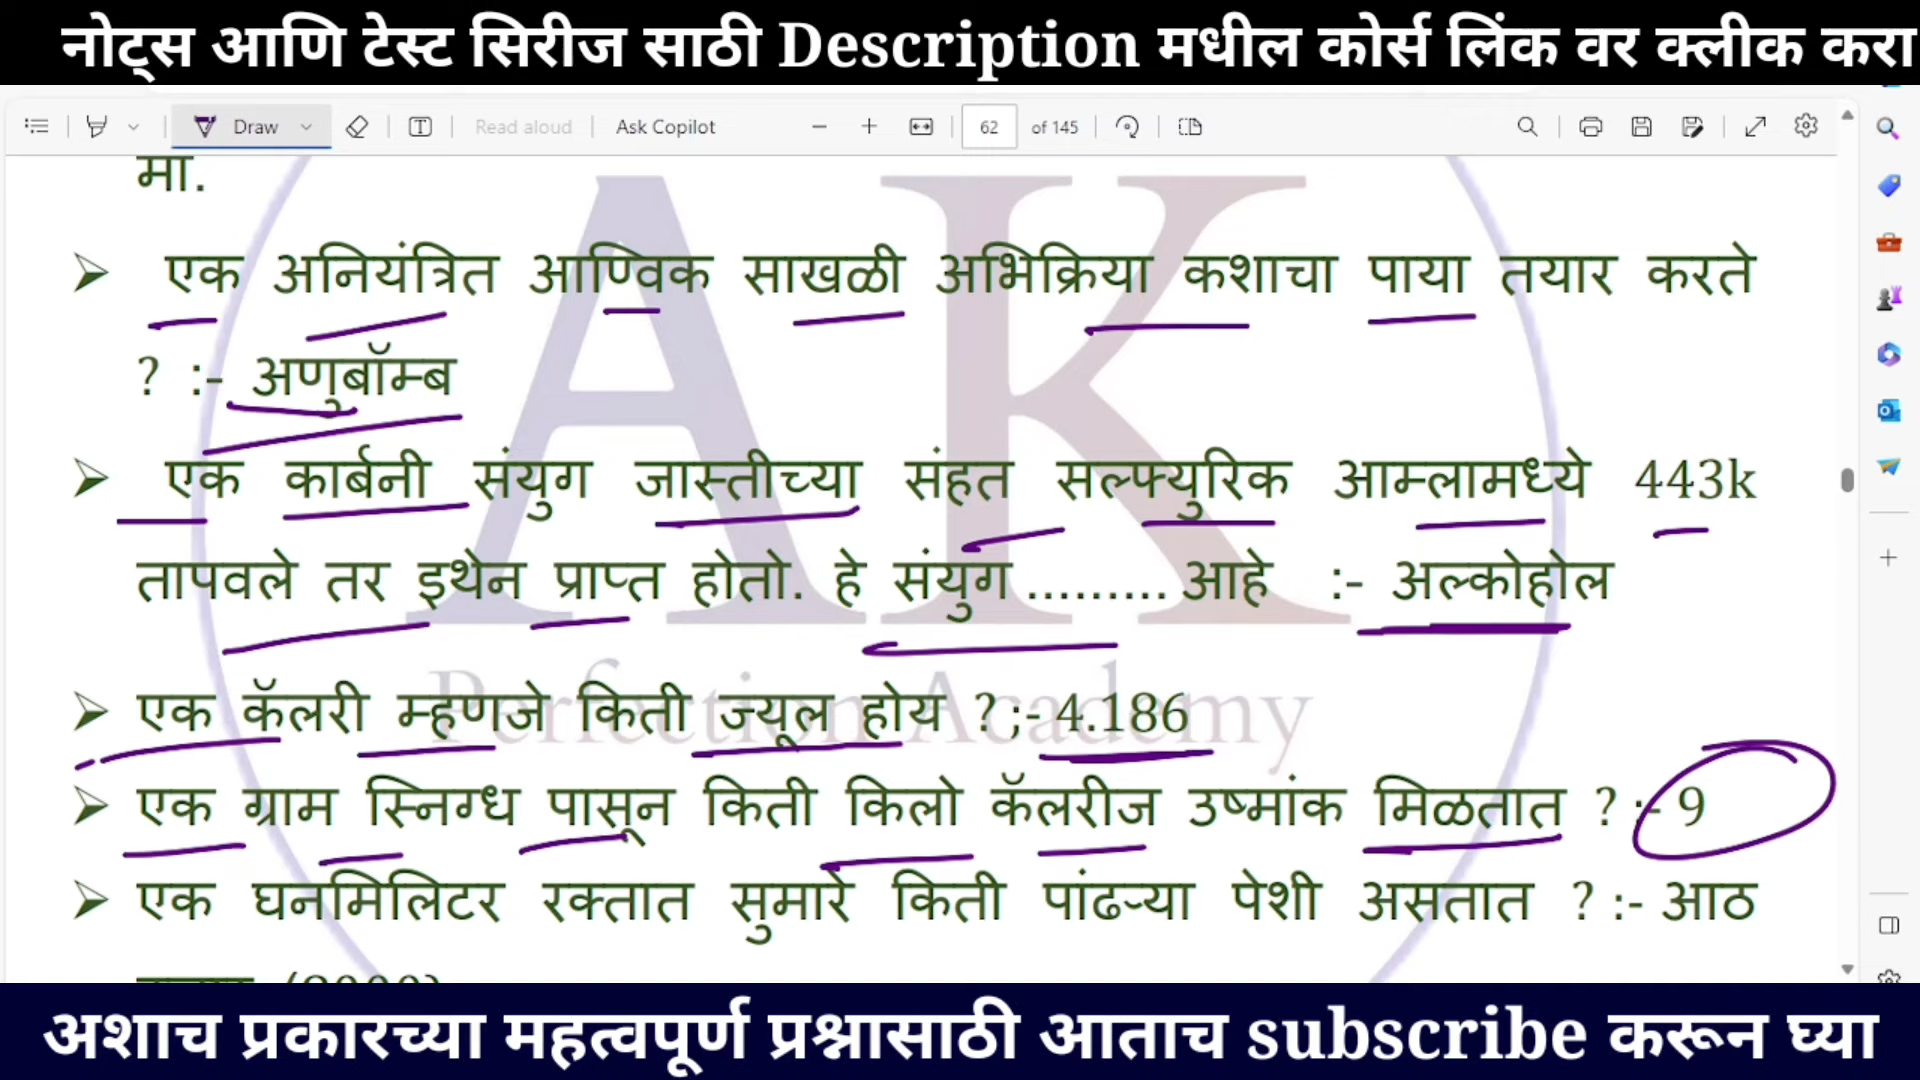 नोट्स आणि टेस्ट सिरीज साठी Description मधील कोर्स लिंक वर क्लीक करा
Draw Read aloud Ask Copilot 62 of 145
मा.
➢ एक अनियंत्रित आण्विक साखळी अभिक्रिया कशाचा पाया तयार करते
? :- अणुबॉम्ब
➢ एक कार्बनी संयुग जास्तीच्या संहत सल्फ्युरिक आम्लामध्ये 443k
तापवले तर इथेन प्राप्त होतो. हे संयुग ......... आहे :- अल्कोहोल
➢ एक कॅलरी म्हणजे किती ज्यूल होय ? ;- 4.186
➢ एक ग्राम स्निग्ध पासून किती किलो कॅलरीज उष्मांक मिळतात ? :- 9
➢ एक घनमिलिटर रक्तात सुमारे किती पांढऱ्या पेशी असतात ? :- आठ
AK
Perfection Academy
अशाच प्रकारच्या महत्वपूर्ण प्रश्नासाठी आताच subscribe करून घ्या